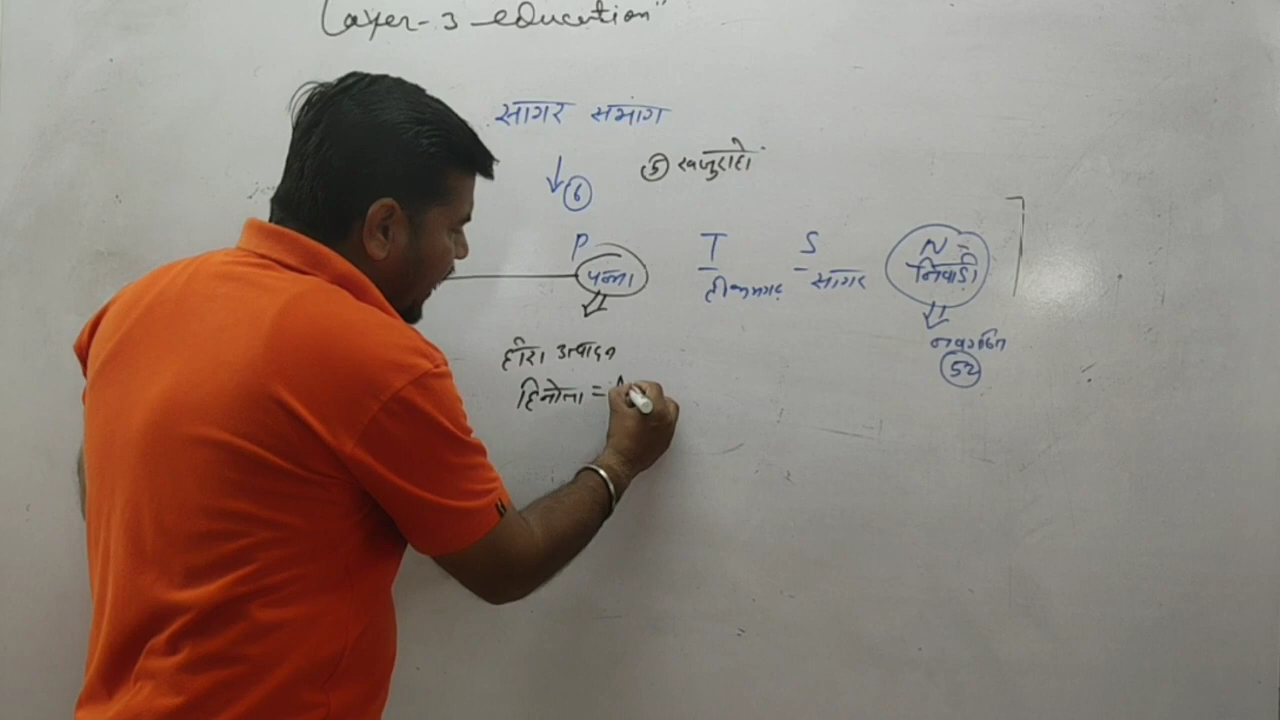 Layer-3 education"
सागर संभाग
↓ ⑥
⑤ खजुराहो
P T S N
पन्ना टीकमगढ़ सागर निवाड़ी
हीरा उत्पादन
हिनोता =
नवगठित
52